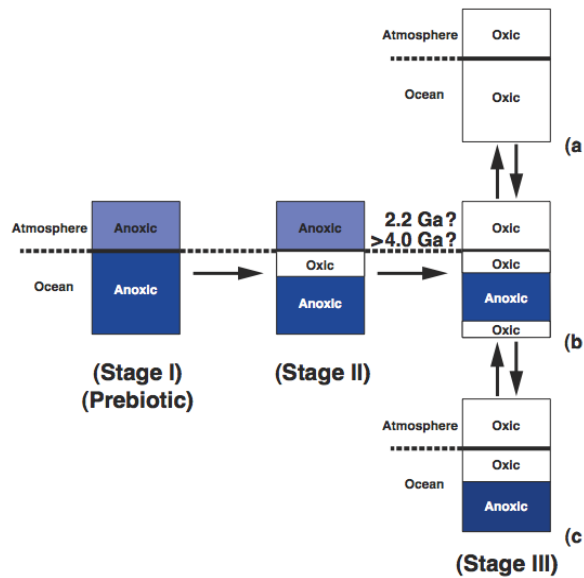 Atmosphere
Oxic
Oxic
Ocean
(a
Atmosphere
Anoxic
Anoxic
2.2 Ga?
>4.0 Ga?
Oxic
Oxic
Oxic
Ocean
Anoxic
Anoxic
Anoxic
Oxic
(b
(Stage I)
(Prebiotic)
(Stage II)
Atmosphere
Oxic
Oxic
Ocean
Anoxic
(c
(Stage III)